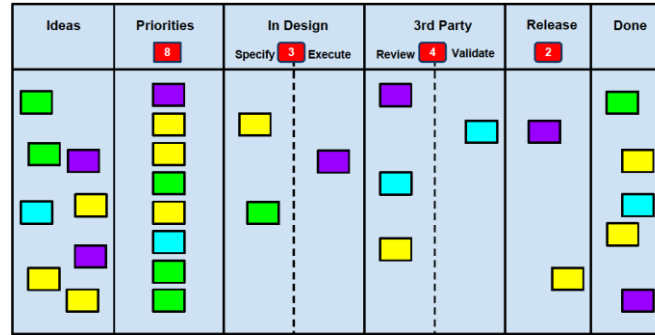 Ideas Priorities In Design 3rd Party Release Done
8 Specify 3 Execute Review 4 Validate 2